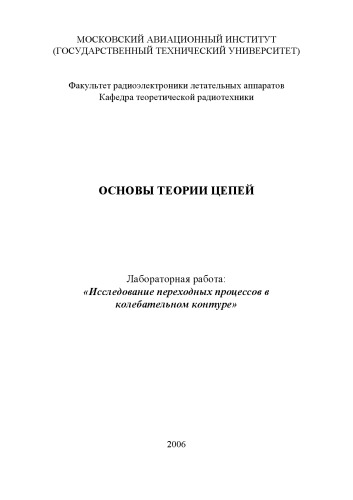 МОСКОВСКИЙ АВИАЦИОННЫЙ ИНСТИТУТ
(ГОСУДАРСТВЕННЫЙ ТЕХНИЧЕСКИЙ УНИВЕРСИТЕТ)
Факультет радиоэлектроники летательных аппаратов
Кафедра теоретической радиотехники
ОСНОВЫ ТЕОРИИ ЦЕПЕЙ
Лабораторная работа:
«Исследование переходных процессов в
колебательном контуре»
2006